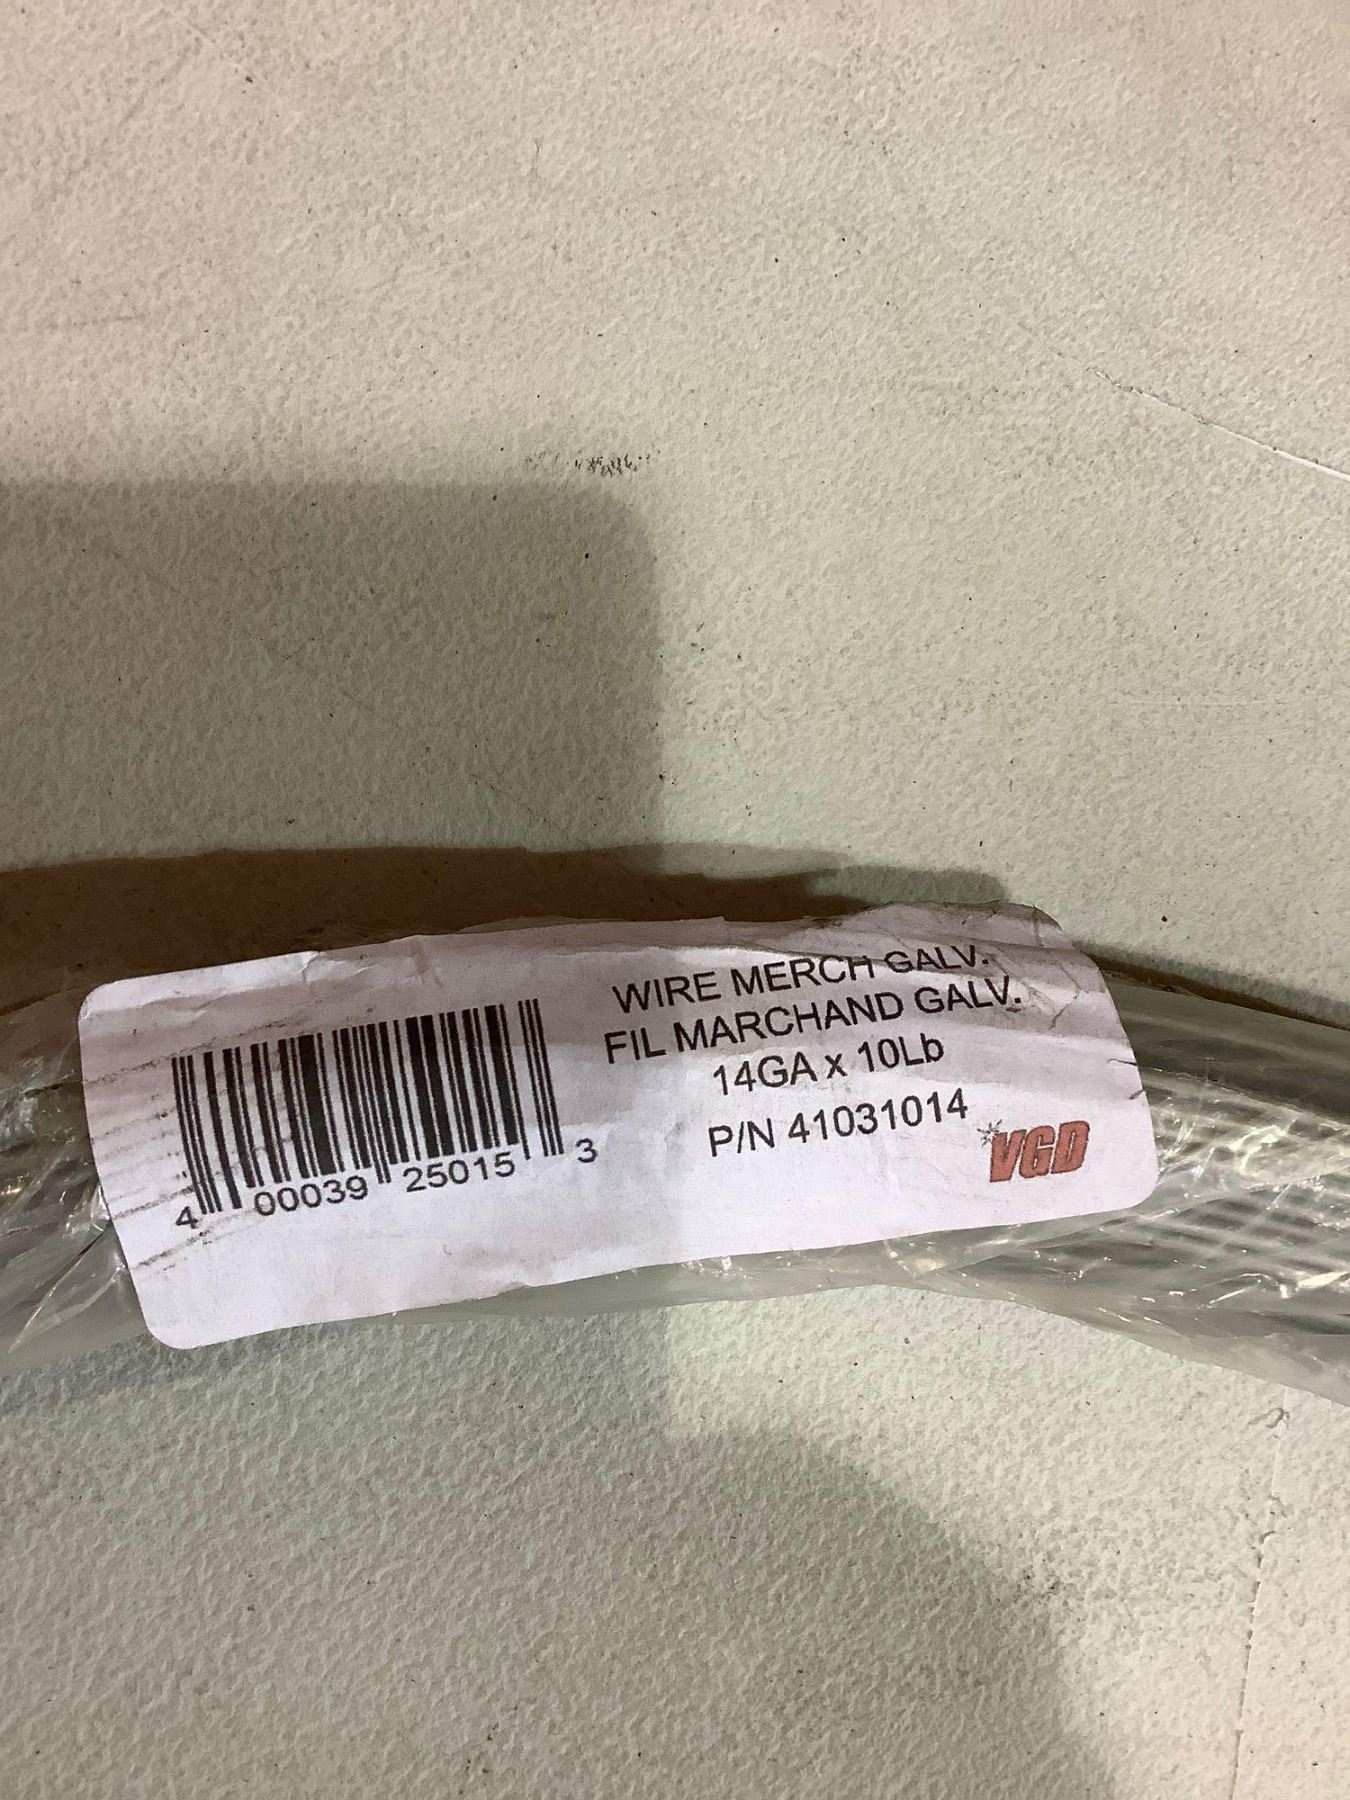 WIRE MERCH GALV.
FIL MARCHAND GALV.
14GA x 10Lb
P/N 41031014
VGD
4 00039 25015 3